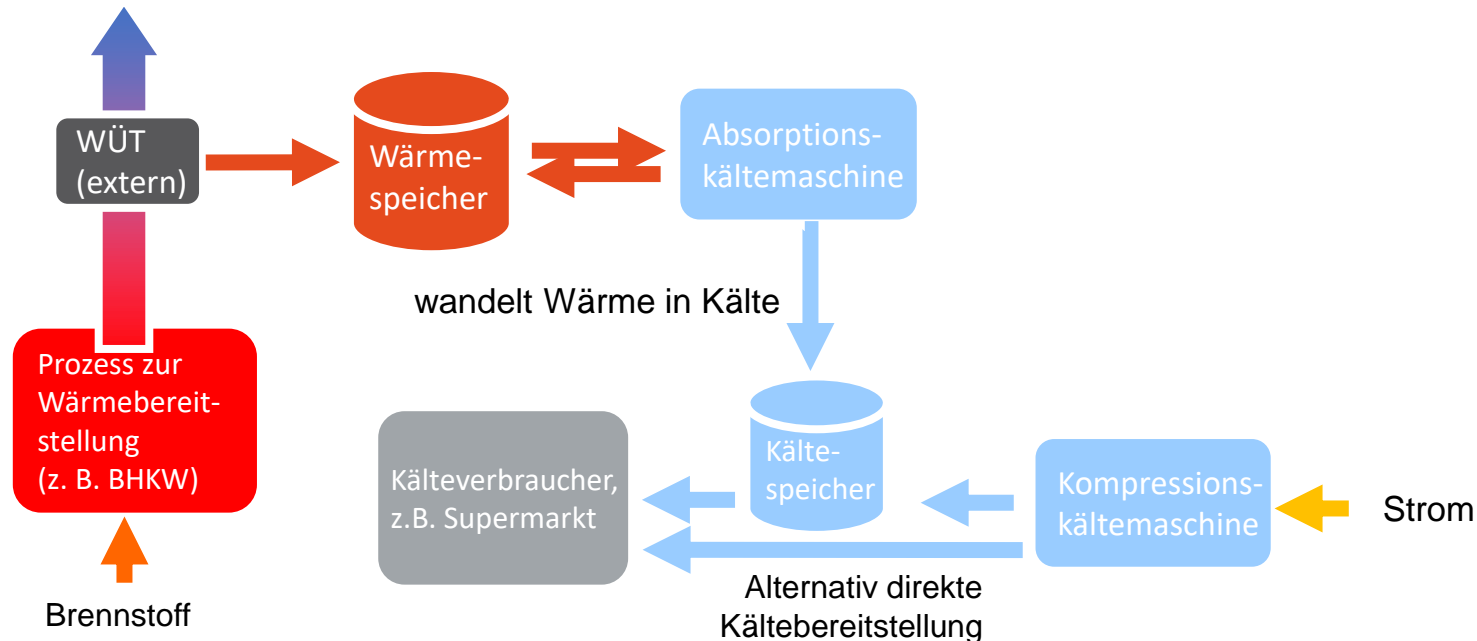 WÜT
(extern)
Wärme-
speicher
Absorptions-
kältemaschine
wandelt Wärme in Kälte
Prozess zur
Wärmebereit-
stellung
(z. B. BHKW)
Brennstoff
Kälteverbraucher,
z.B. Supermarkt
Kälte-
speicher
Kompressions-
kältemaschine
Strom
Alternativ direkte
Kältebereitstellung